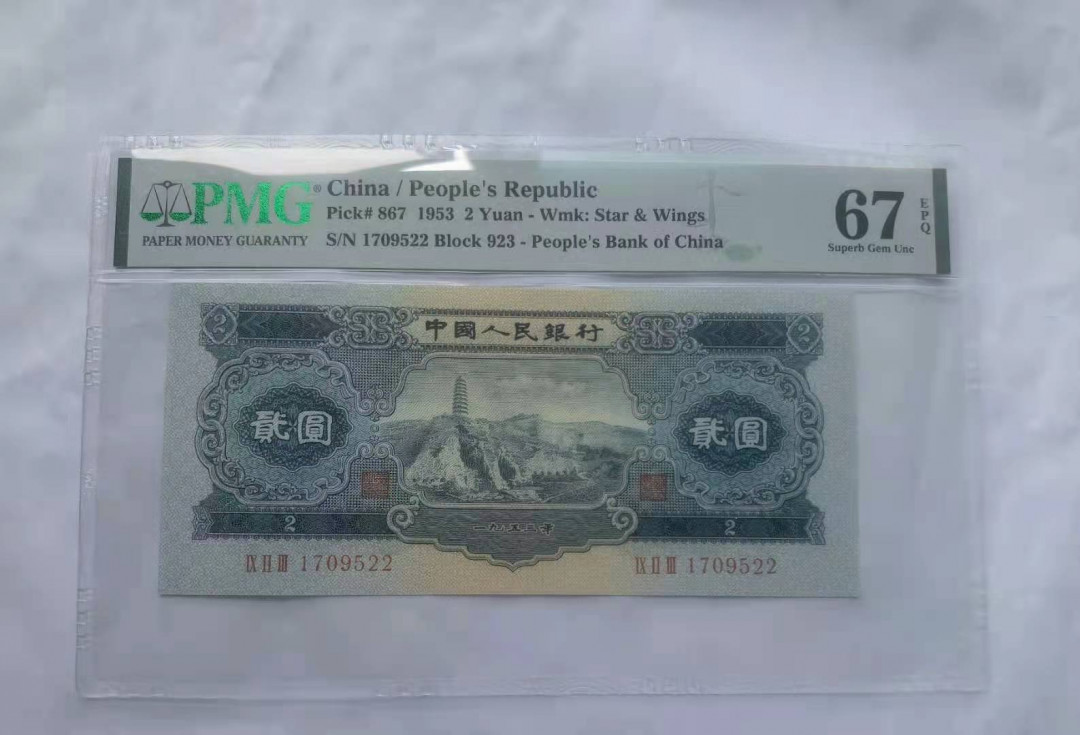 PMG®
PAPER MONEY GUARANTY
China / People's Republic
Pick# 867 1953 2 Yuan - Wmk: Star & Wings
S/N 1709522 Block 923 - People's Bank of China
67 EPQ
Superb Gem Unc
2 中國人民銀行 2
貳圓 貳圓
一九五三年
2 2
IX II III 1709522 IX II III 1709522